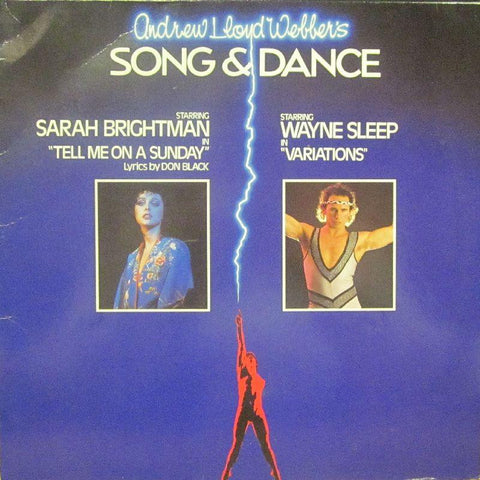 Andrew Lloyd Webber's
SONG & DANCE
STARRING
SARAH BRIGHTMAN
IN
"TELL ME ON A SUNDAY"
Lyrics by DON BLACK
STARRING
WAYNE SLEEP
IN
"VARIATIONS"